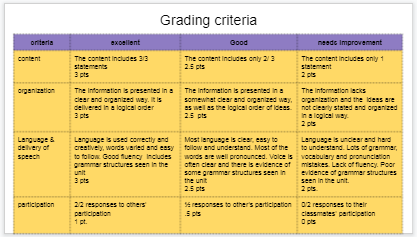 Grading criteria
criteria excellent Good needs improvement
content
The content includes 3/3
statements
3 pts
The content includes only 2/ 3
2.5 pts
The content includes only 1
statement
2 pts
organization
The information is presented in a
clear and organized way. It is
delivered in a logical order
3 pts
The information is presented in a
somewhat clear and organized way,
as well as the logical order of ideas.
2.5 pts
The information lacks
organization and the ideas are
not clearly stated and organized
in a logical way.
2 pts.
Language &
delivery of
speech
Language is used correctly and
creatively, words varied and easy
to follow. Good fluency includes
grammar structures seen in the
unit
3 pts
Most language is clear, easy to
follow and understand. Most of the
words are well pronounced. Voice is
often clear and there is evidence of
some grammar structures seen in
the unit
2.5 pts
Language is unclear and hard
to understand. Lots of grammar,
vocabulary and pronunciation
mistakes. Lack of fluency. Poor
evidence of grammar structures
seen in the unit.
2 pts.
participation
2/2 responses to others'
participation
1 pt.
½ responses to other's participation
.5 pts
0/2 responses to their
classmates' participation
0 pts